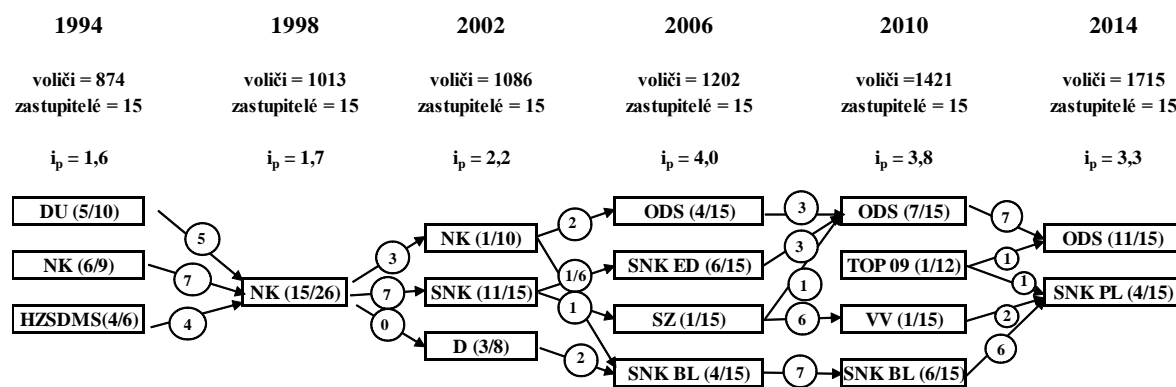 1994 1998 2002 2006 2010 2014
voliči = 874 voliči = 1013 voliči = 1086 voliči = 1202 voliči =1421 voliči = 1715
zastupitelé = 15 zastupitelé = 15 zastupitelé = 15 zastupitelé = 15 zastupitelé = 15 zastupitelé = 15
ip = 1,6 ip = 1,7 ip = 2,2 ip = 4,0 ip = 3,8 ip = 3,3
DU (5/10) ODS (4/15) 3 ODS (7/15)
5 2 7
NK (1/10) 3 ODS (11/15)
3 1
NK (6/9) SNK ED (6/15) TOP 09 (1/12)
7 1/6 1
NK (15/26) 7 SNK (11/15) 1 SNK PL (4/15)
HZSDMS(4/6) 4 0 1 SZ (1/15) 6 VV (1/15) 2
D (3/8) 2 6
SNK BL (4/15) 7 SNK BL (6/15)